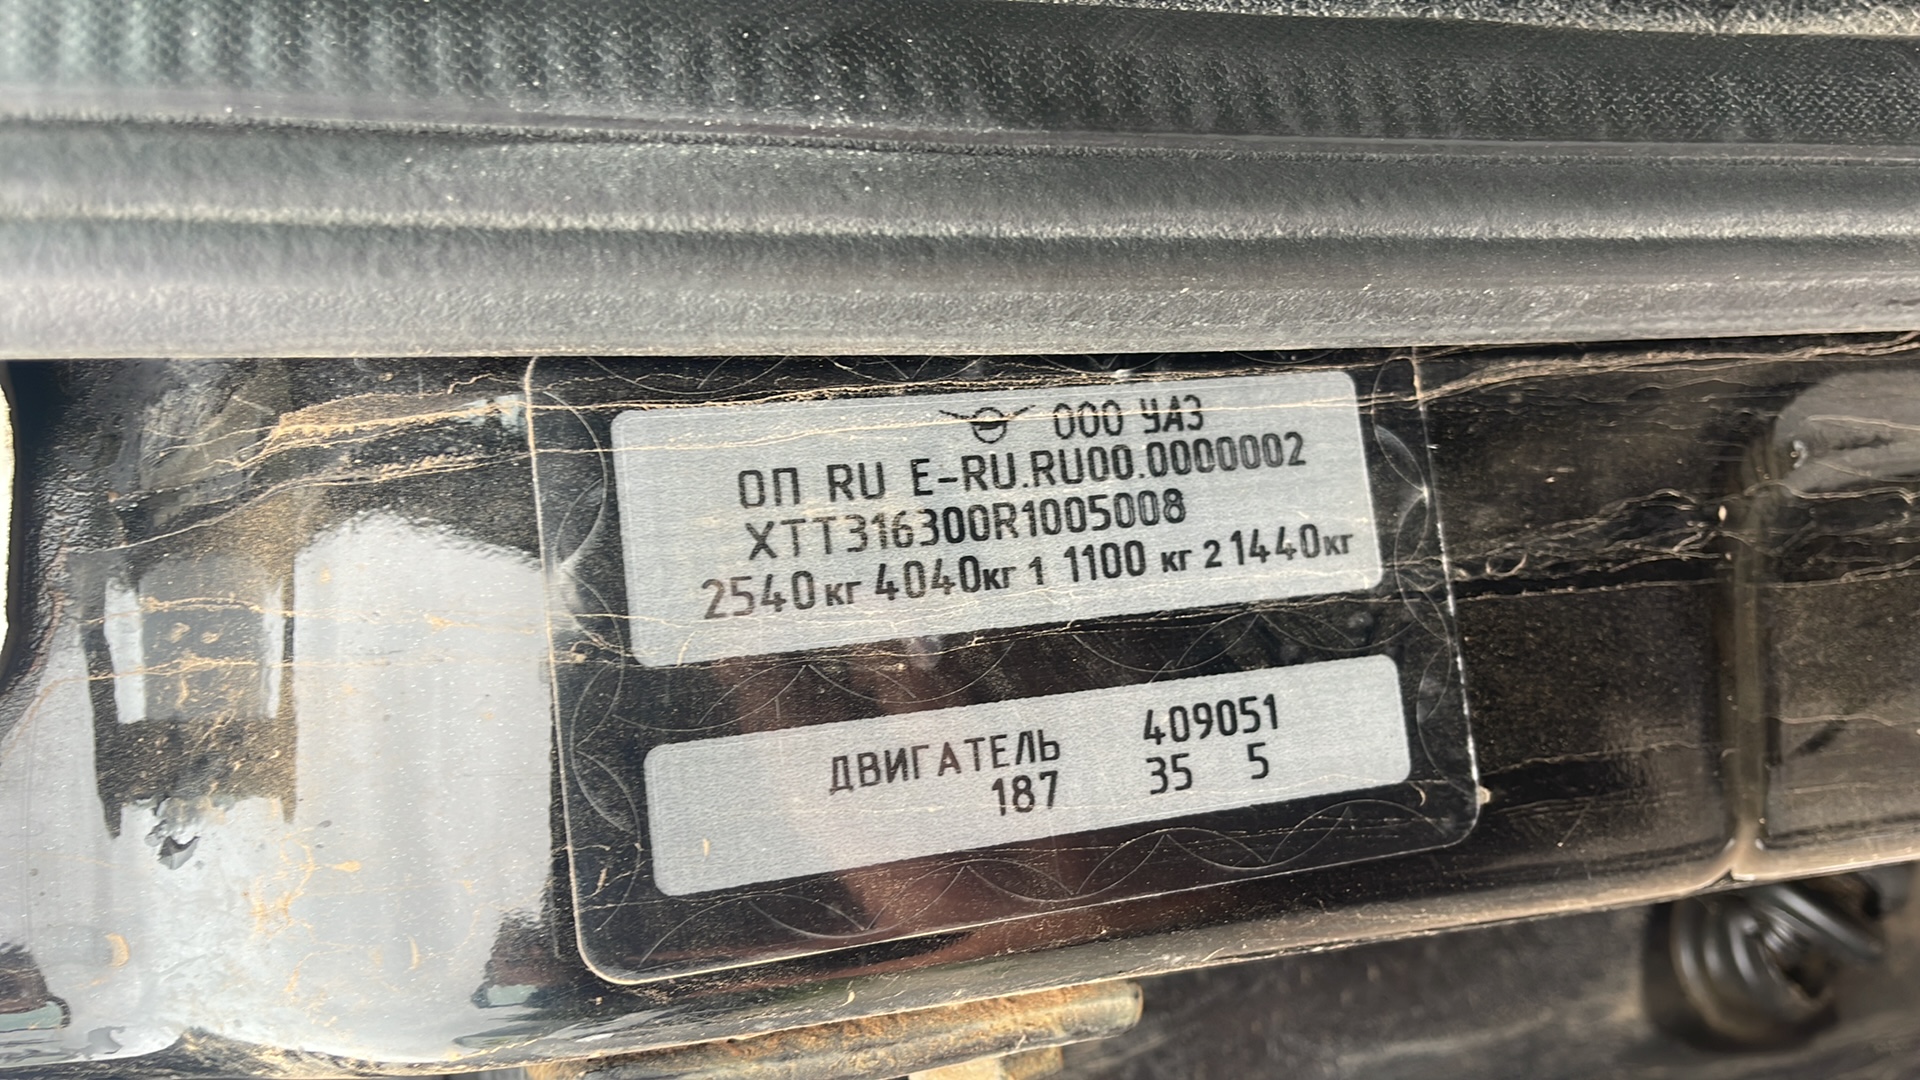 ООО УАЗ
ОП RU E-RU.RU00.0000002
XTT316300R1005008
2540кг 4040кг 1 1100 кг 2 1440кг
ДВИГАТЕЛЬ 409051
187 35 5